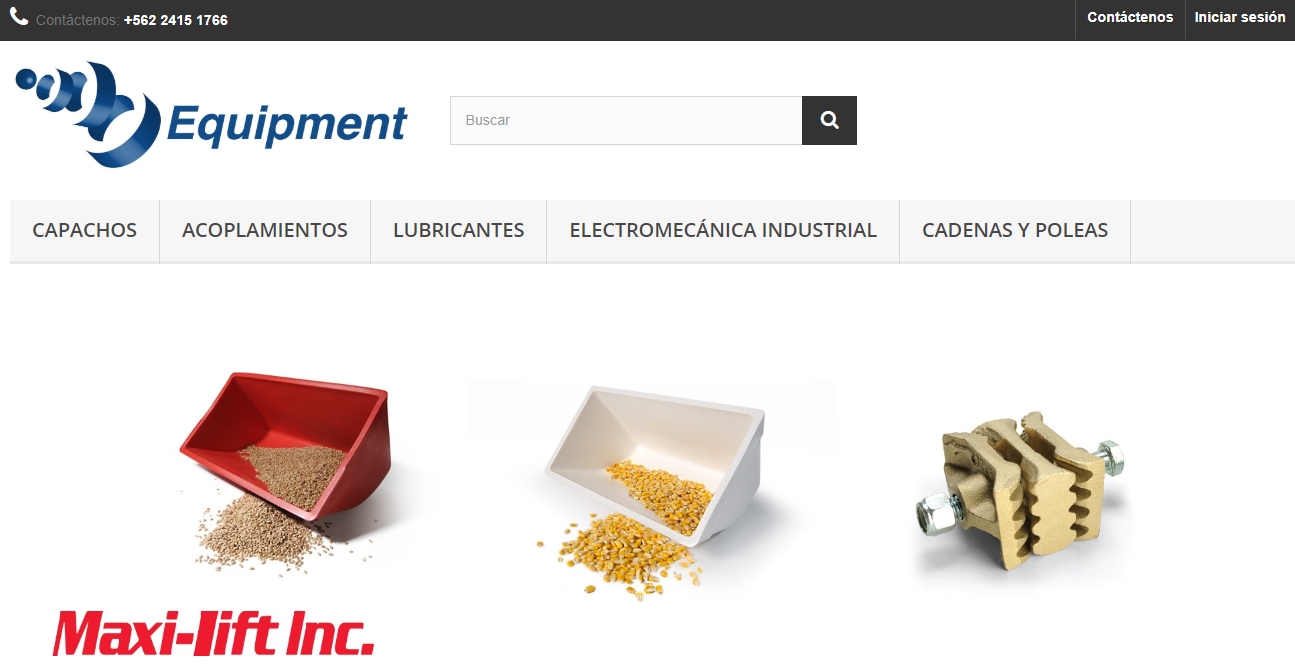 Contáctenos: +562 2415 1766
Contáctenos
Iniciar sesión
Equipment
Buscar
CAPACHOS
ACOPLAMIENTOS
LUBRICANTES
ELECTROMECÁNICA INDUSTRIAL
CADENAS Y POLEAS
Maxi-lift Inc.